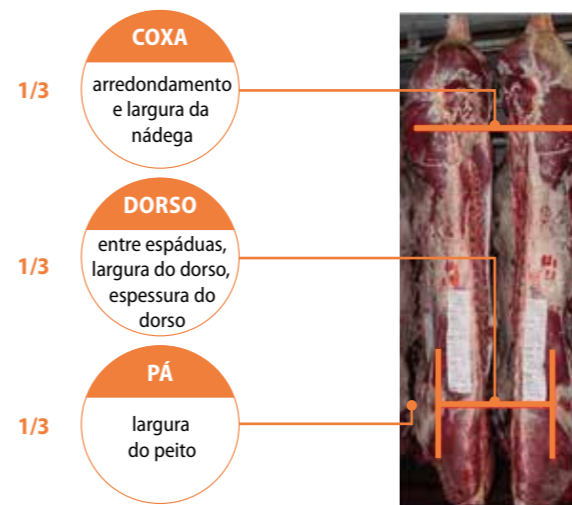 COXA
1/3
arredondamento
e largura da
nádega
DORSO
1/3
entre espáduas,
largura do dorso,
espessura do
dorso
PÁ
1/3
largura
do peito